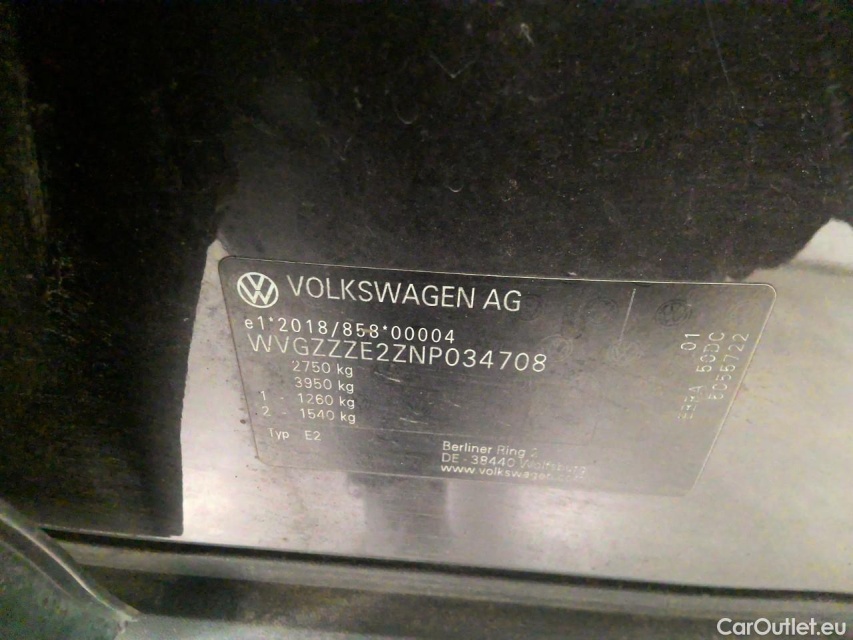 VOLKSWAGEN AG
e1*2018/858*00004
WVGZZZE2ZNP034708
2750 kg
3950 kg
1 - 1260 kg
2 - 1540 kg
Typ E2
Berliner Ring 2
DE - 38440 Wolfsburg
www.volkswagen.com
01
CarOutlet.eu